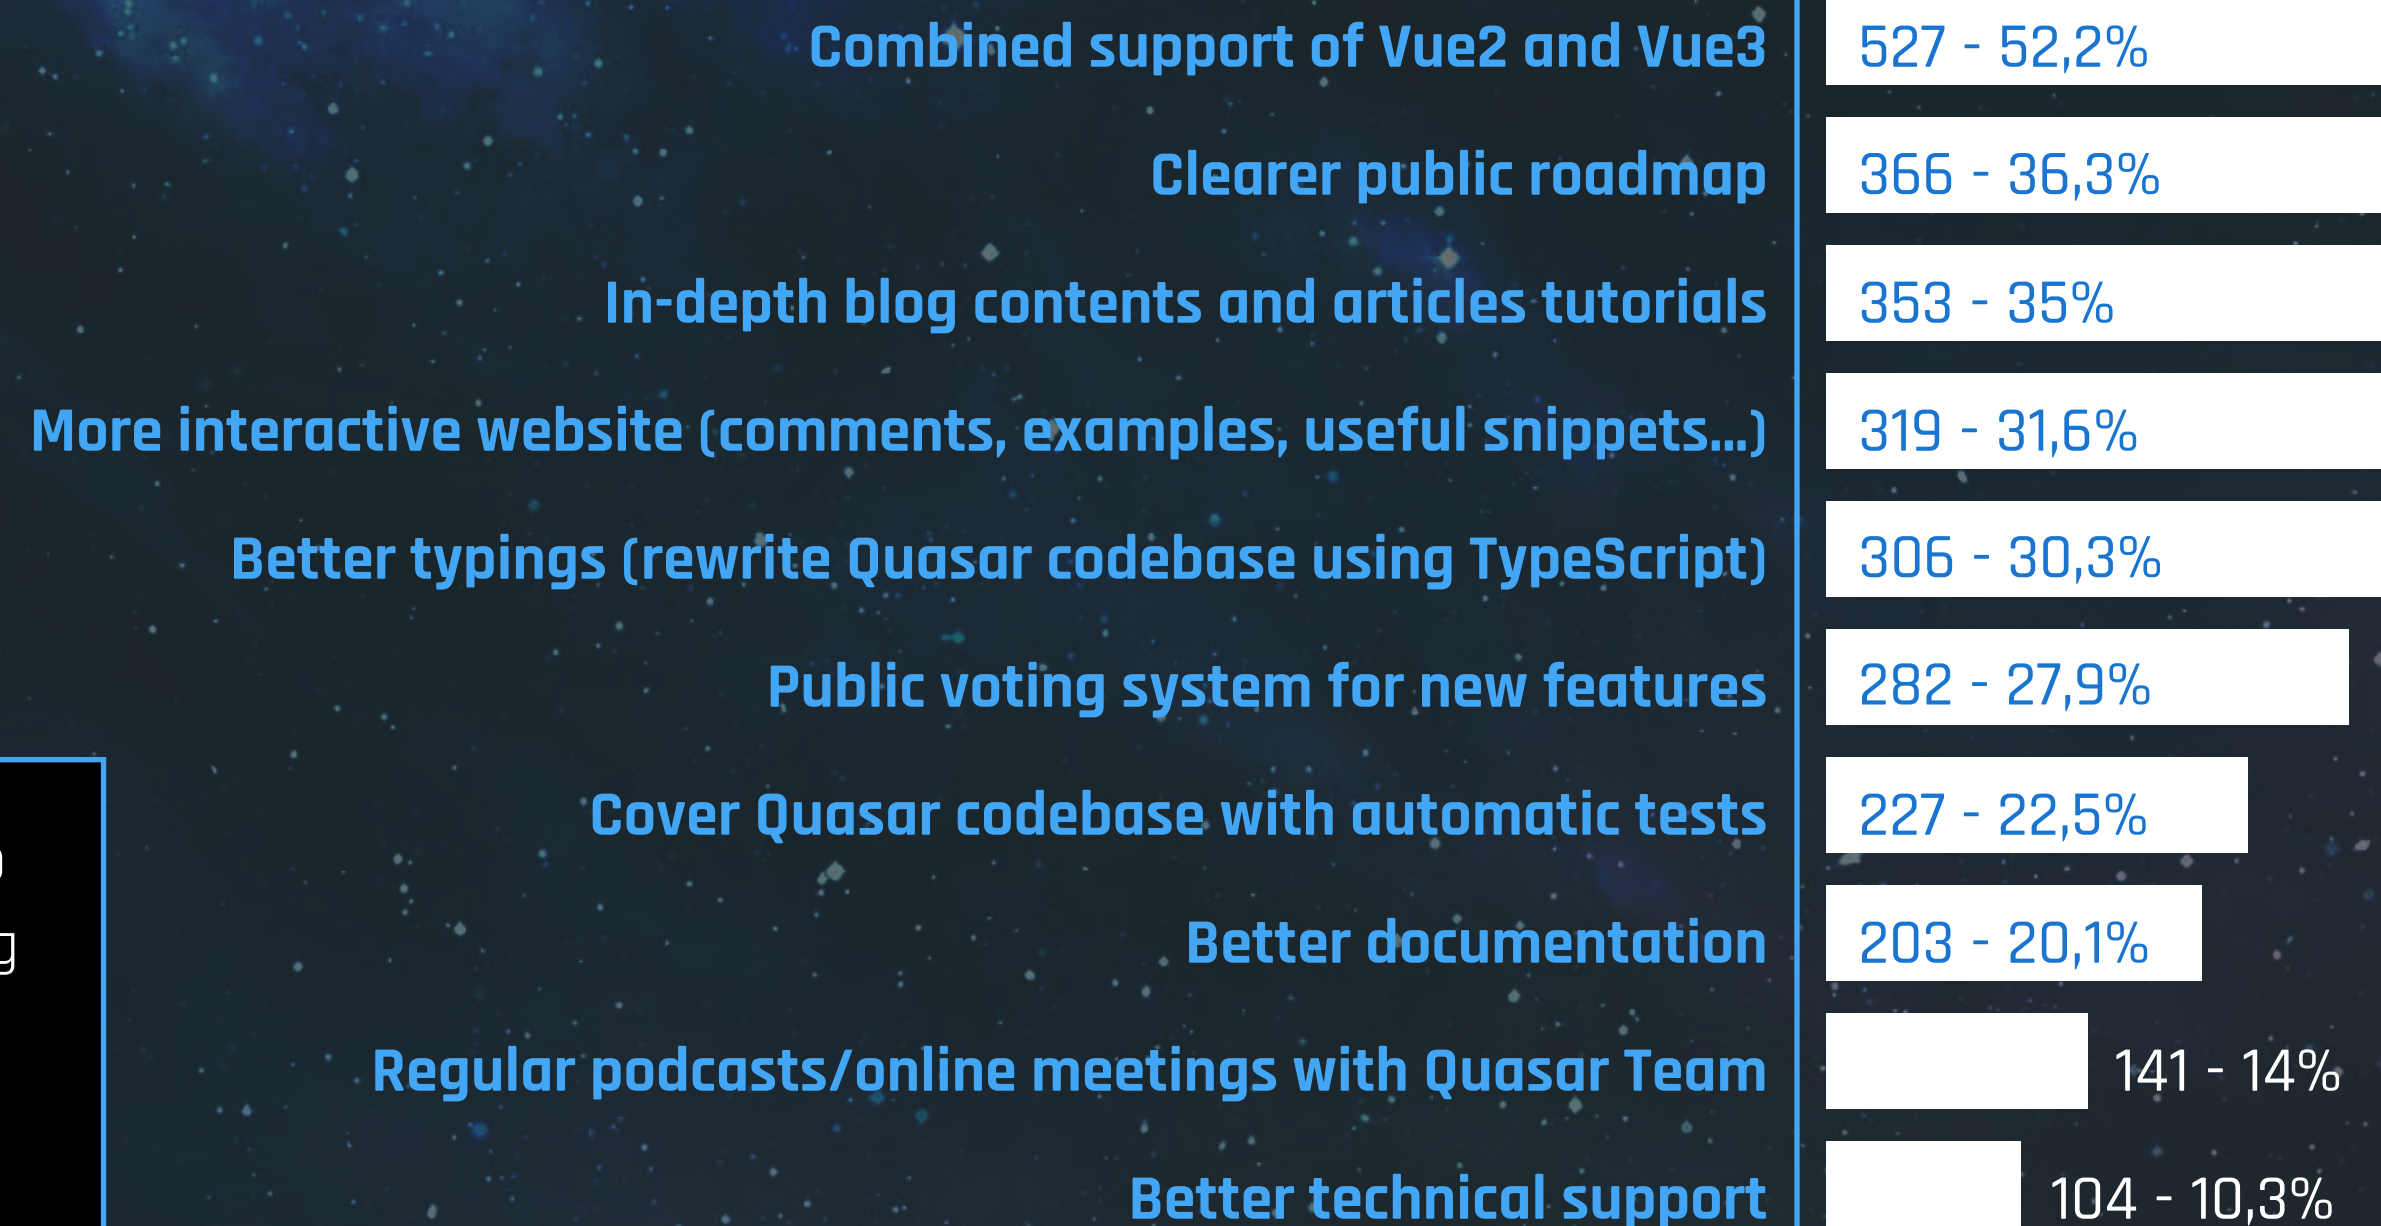 Combined support of Vue2 and Vue3 527 - 52,2%
Clearer public roadmap 366 - 36,3%
In-depth blog contents and articles tutorials 353 - 35%
More interactive website (comments, examples, useful snippets...) 319 - 31,6%
Better typings (rewrite Quasar codebase using TypeScript) 306 - 30,3%
Public voting system for new features 282 - 27,9%
Cover Quasar codebase with automatic tests 227 - 22,5%
Better documentation 203 - 20,1%
Regular podcasts/online meetings with Quasar Team 141 - 14%
Better technical support 104 - 10,3%